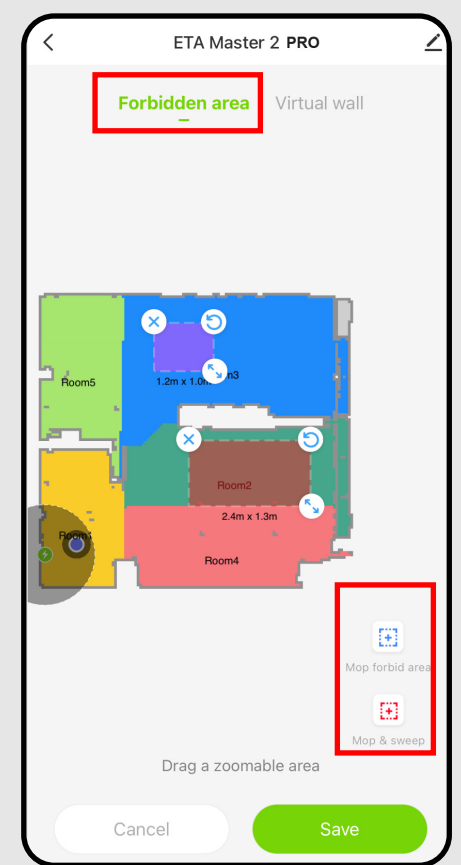 ETA Master 2 PRO
Forbidden area Virtual wall
Room5
1.2m x 1.0m
Room2
2.4m x 1.3m
Room1
Room4
Mop forbid area
Mop & sweep
Drag a zoomable area
Cancel Save